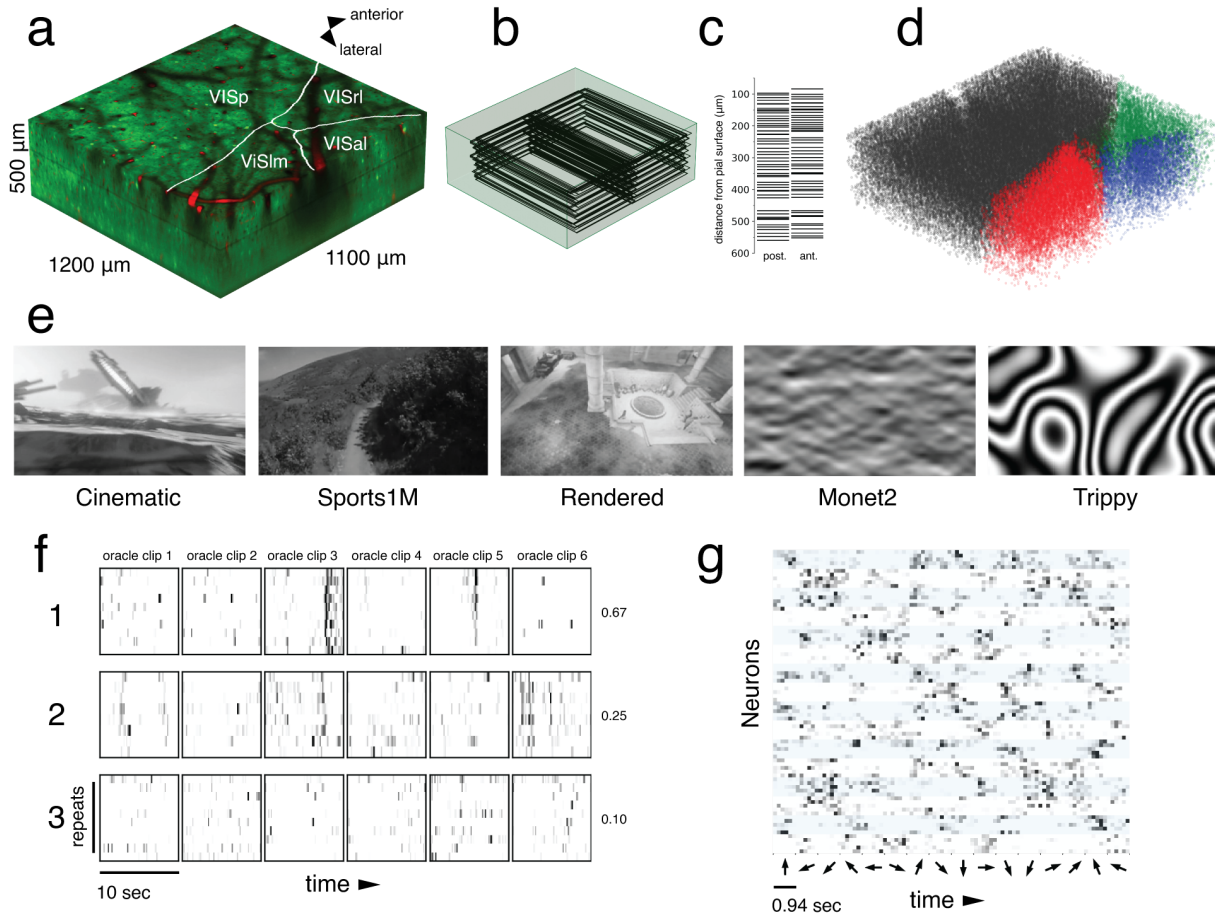 a
anterior
lateral
VISp
VISrl
VISal
ViSlm
500 µm
1200 µm
1100 µm
b
c
distance from pial surface (µm)
100
200
300
400
500
600
post.
ant.
d
e
Cinematic
Sports1M
Rendered
Monet2
Trippy
f
oracle clip 1
oracle clip 2
oracle clip 3
oracle clip 4
oracle clip 5
oracle clip 6
1
0.67
2
0.25
3
repeats
0.10
10 sec
time
g
Neurons
0.94 sec
time